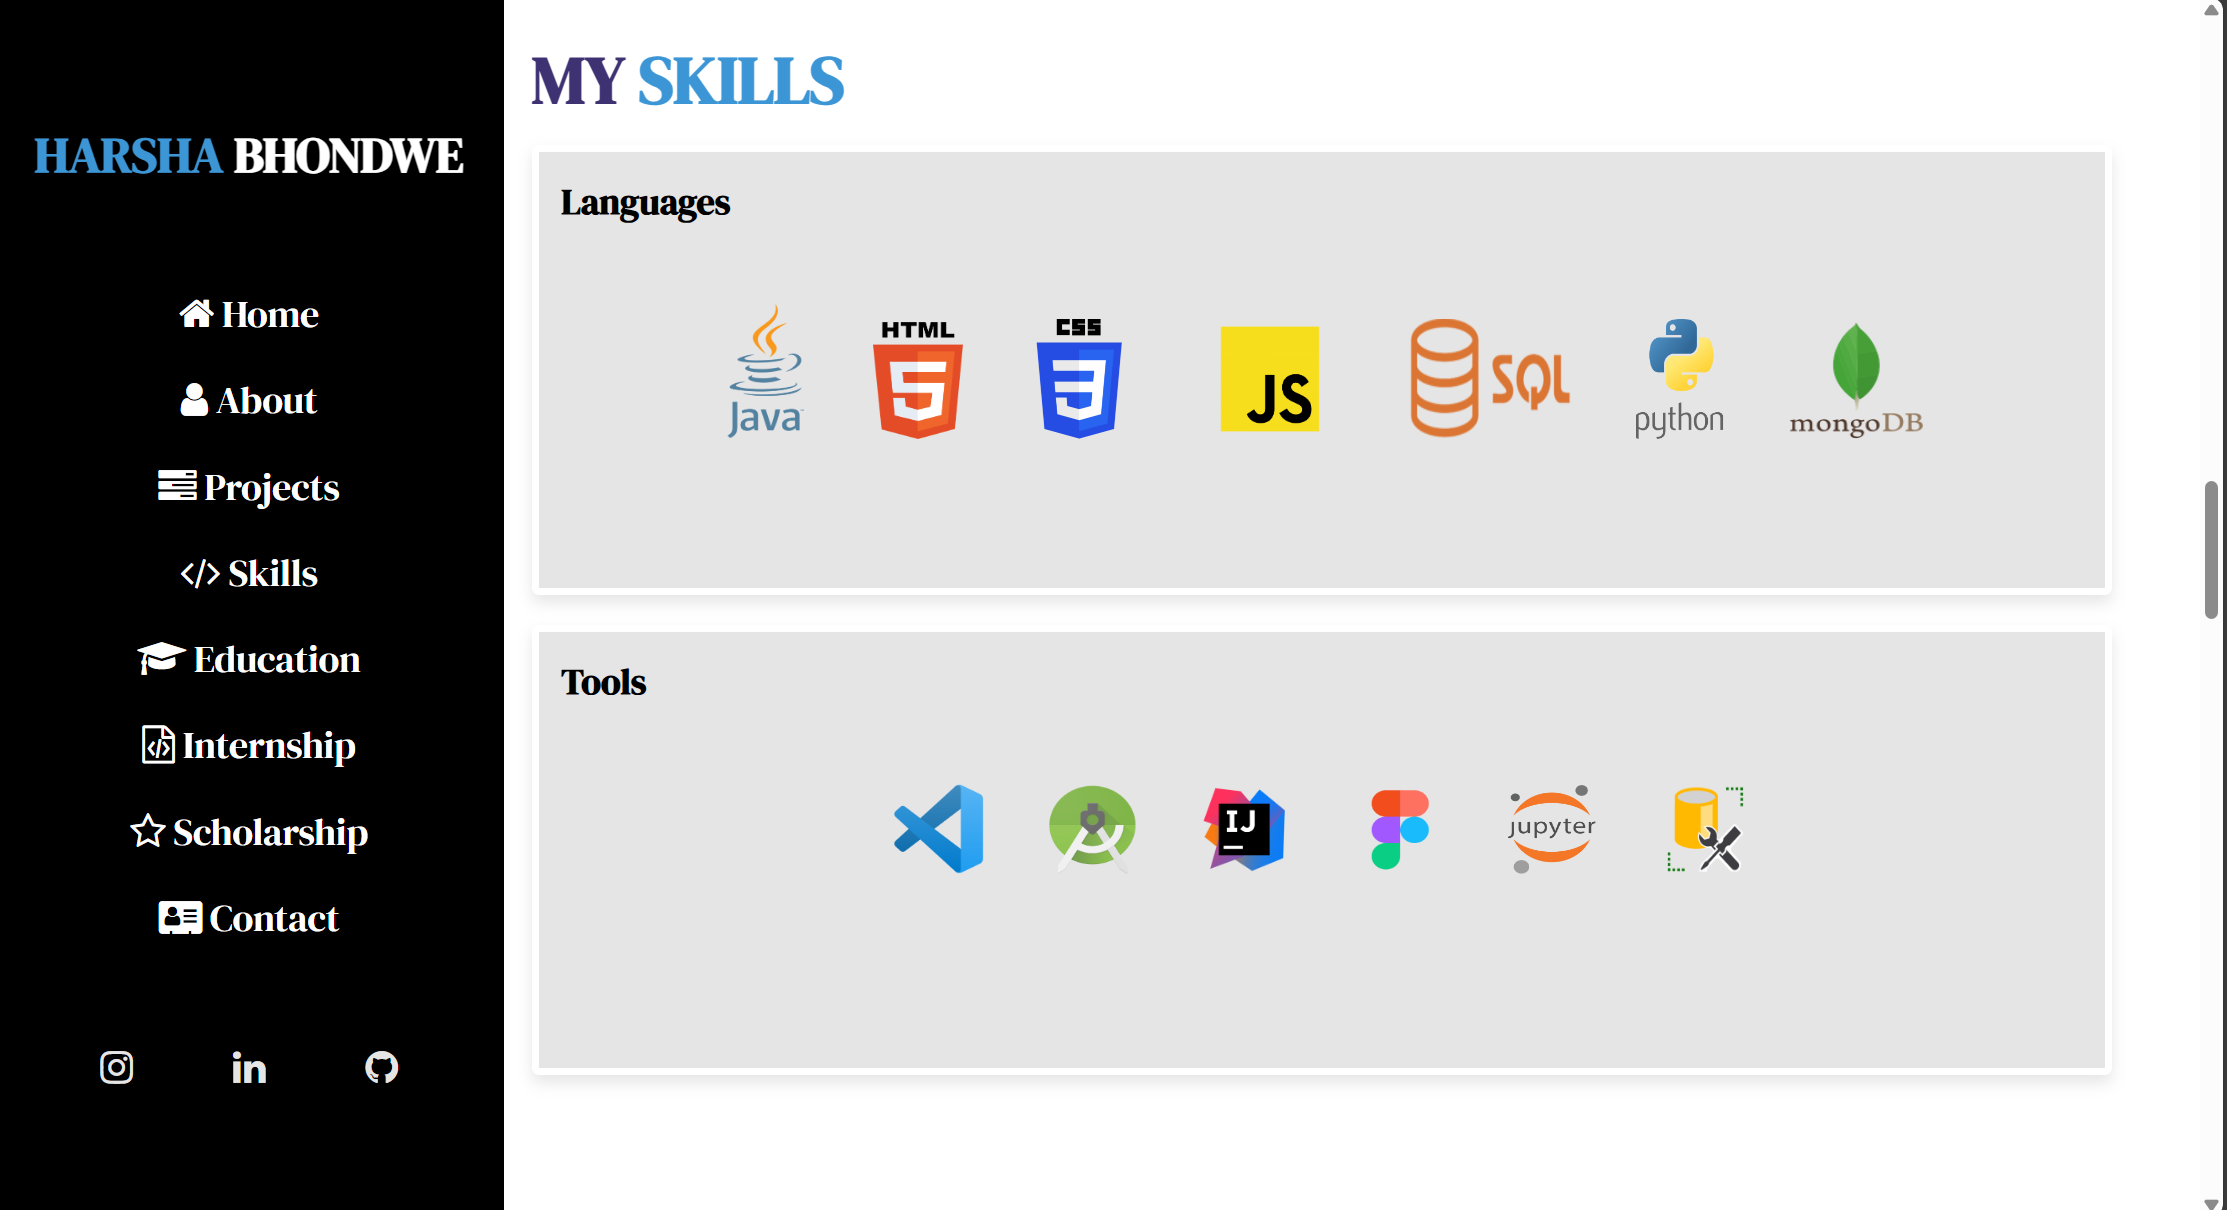 HARSHA BHONDWE
Home
About
Projects
Skills
Education
Internship
Scholarship
Contact
MY SKILLS
Languages
Java
HTML
5
CSS
3
JS
SQL
python
mongoDB
Tools
IJ
jupyter